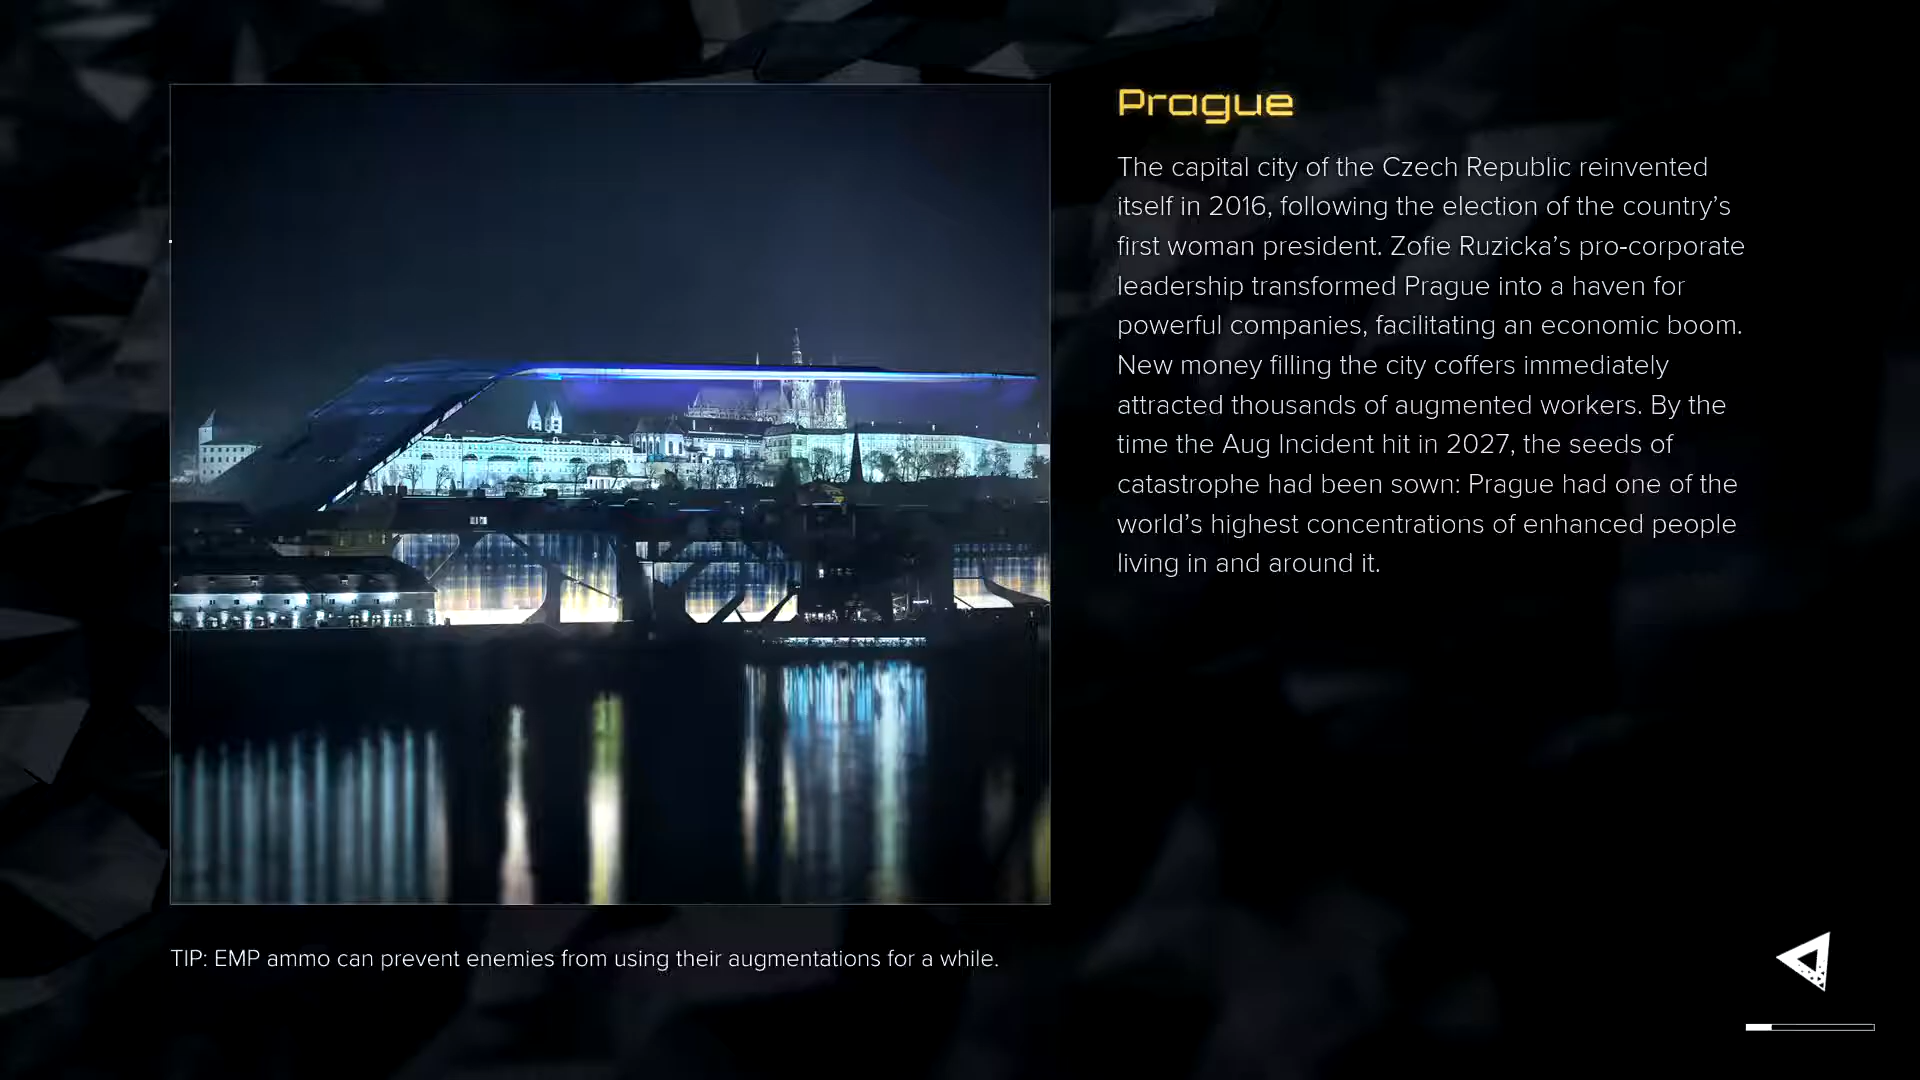 Prague
The capital city of the Czech Republic reinvented
itself in 2016, following the election of the country’s
first woman president. Zofie Ruzicka’s pro-corporate
leadership transformed Prague into a haven for
powerful companies, facilitating an economic boom.
New money filling the city coffers immediately
attracted thousands of augmented workers. By the
time the Aug Incident hit in 2027, the seeds of
catastrophe had been sown: Prague had one of the
world’s highest concentrations of enhanced people
living in and around it.
TIP: EMP ammo can prevent enemies from using their augmentations for a while.